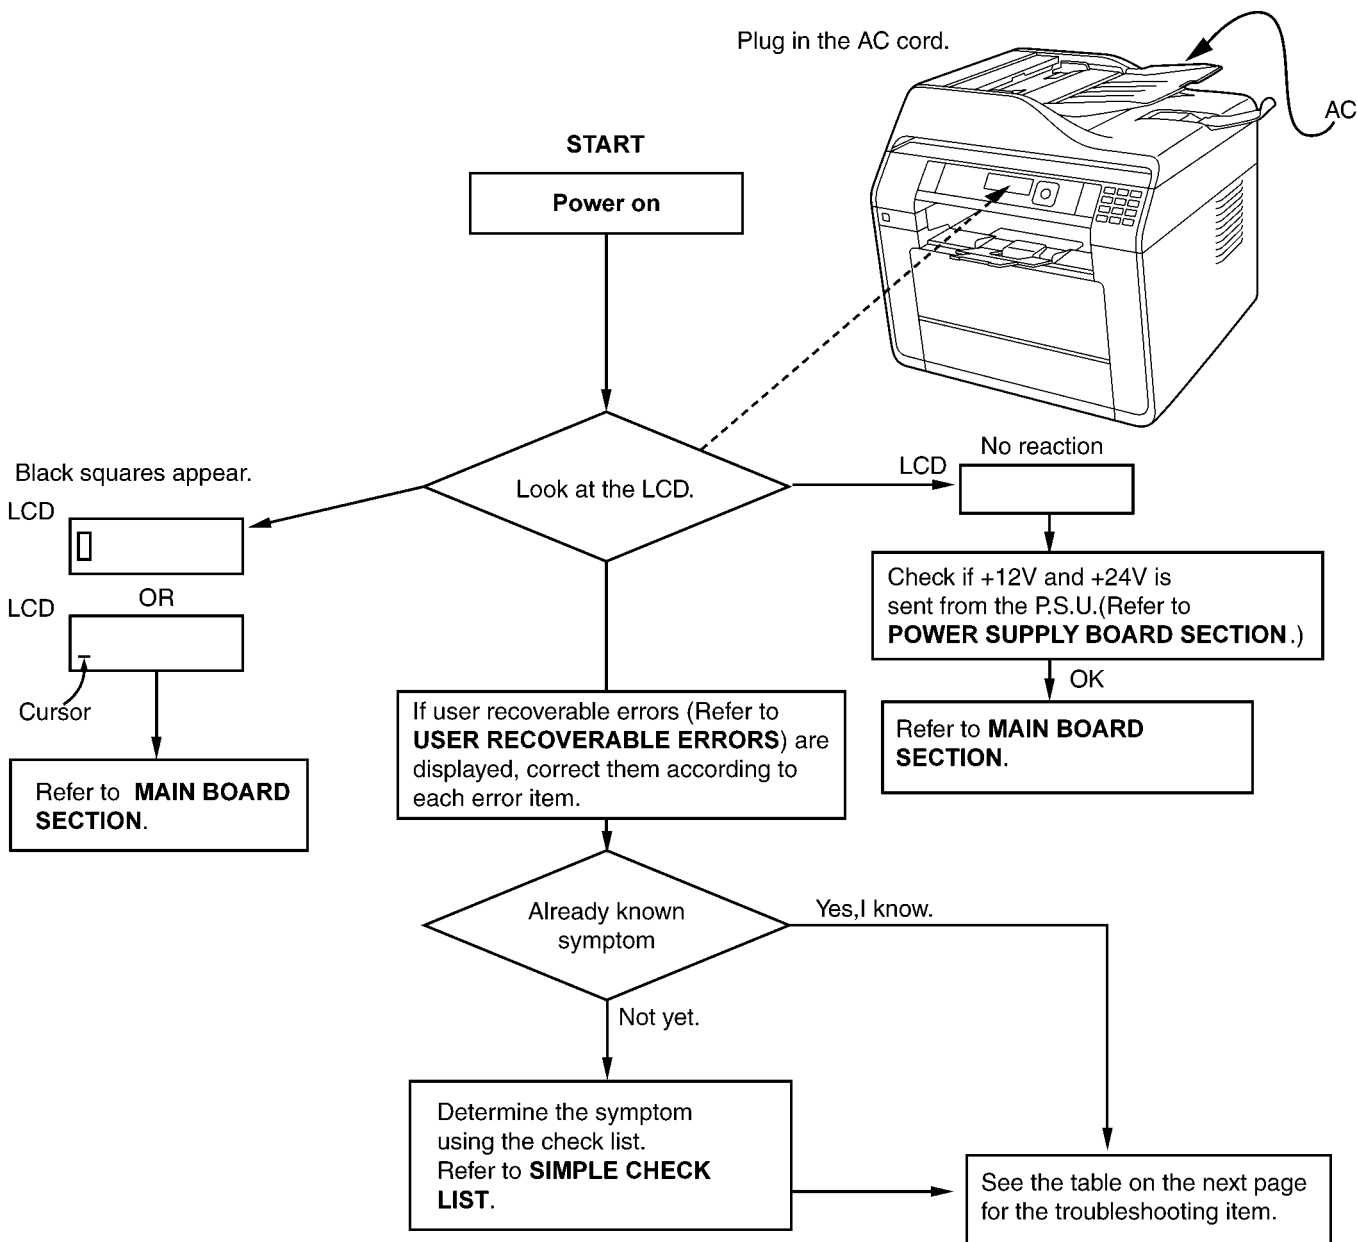 Plug in the AC cord.
AC
START
Power on
Look at the LCD.
Black squares appear.
LCD
OR
LCD
Cursor
Refer to MAIN BOARD
SECTION.
No reaction
LCD
Check if +12V and +24V is
sent from the P.S.U.(Refer to
POWER SUPPLY BOARD SECTION.)
OK
Refer to MAIN BOARD
SECTION.
If user recoverable errors (Refer to
USER RECOVERABLE ERRORS) are
displayed, correct them according to
each error item.
Already known
symptom
Yes,I know.
Not yet.
Determine the symptom
using the check list.
Refer to SIMPLE CHECK
LIST.
See the table on the next page
for the troubleshooting item.